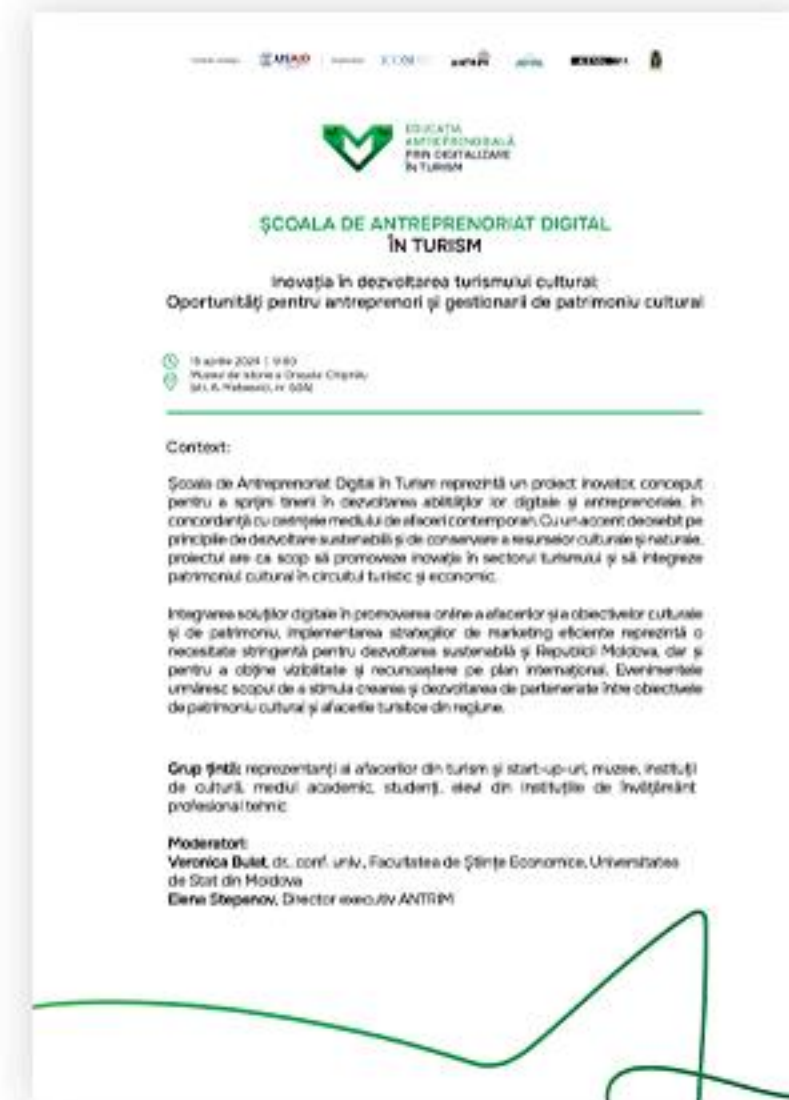 USAID
ANTRIM
EDUCAȚIA
ANTREPRENORIALĂ
PRIN DIGITALIZARE
ÎN TURISM
ȘCOALA DE ANTREPRENORIAT DIGITAL
ÎN TURISM
Inovația în dezvoltarea turismului cultural:
Oportunități pentru antreprenori și gestionarii de patrimoniu cultural
aprilie 2024 |
Muzeul de Istorie a Orașului Chișinău
Context:
Școala de Antreprenoriat Digital în Turism reprezintă un proiect inovator, conceput
pentru a sprijini tinerii în dezvoltarea abilităților lor digitale și antreprenoriale, în
concordanță cu cerințele mediului de afaceri contemporan. Cu un accent deosebit pe
principiile de dezvoltare sustenabilă și de conservare a resurselor culturale și naturale,
proiectul are ca scop să promoveze inovația în sectorul turismului și să integreze
patrimoniul cultural în circuitul turistic și economic.
Integrarea soluțiilor digitale în promovarea online a afacerilor și a obiectivelor culturale
și de patrimoniu, implementarea strategiilor de marketing eficiente reprezintă o
necesitate stringentă pentru dezvoltarea sustenabilă și Republicii Moldova, dar și
pentru a obține vizibilitate și recunoaștere pe plan internațional. Evenimentele
urmăresc scopul de a stimula crearea și dezvoltarea de parteneriate între obiectivele
de patrimoniu cultural și afacerile turistice din regiune.
Grup țintă: reprezentanți ai afacerilor din turism și start-up-uri, muzee, instituții
de cultură, mediul academic, studenți, elevi din instituțiile de învățământ
profesional tehnic
Moderatori:
Veronica Bulat, dr., conf. univ., Facultatea de Științe Economice, Universitatea
de Stat din Moldova
Elena Stepanov, Director executiv ANTRIM